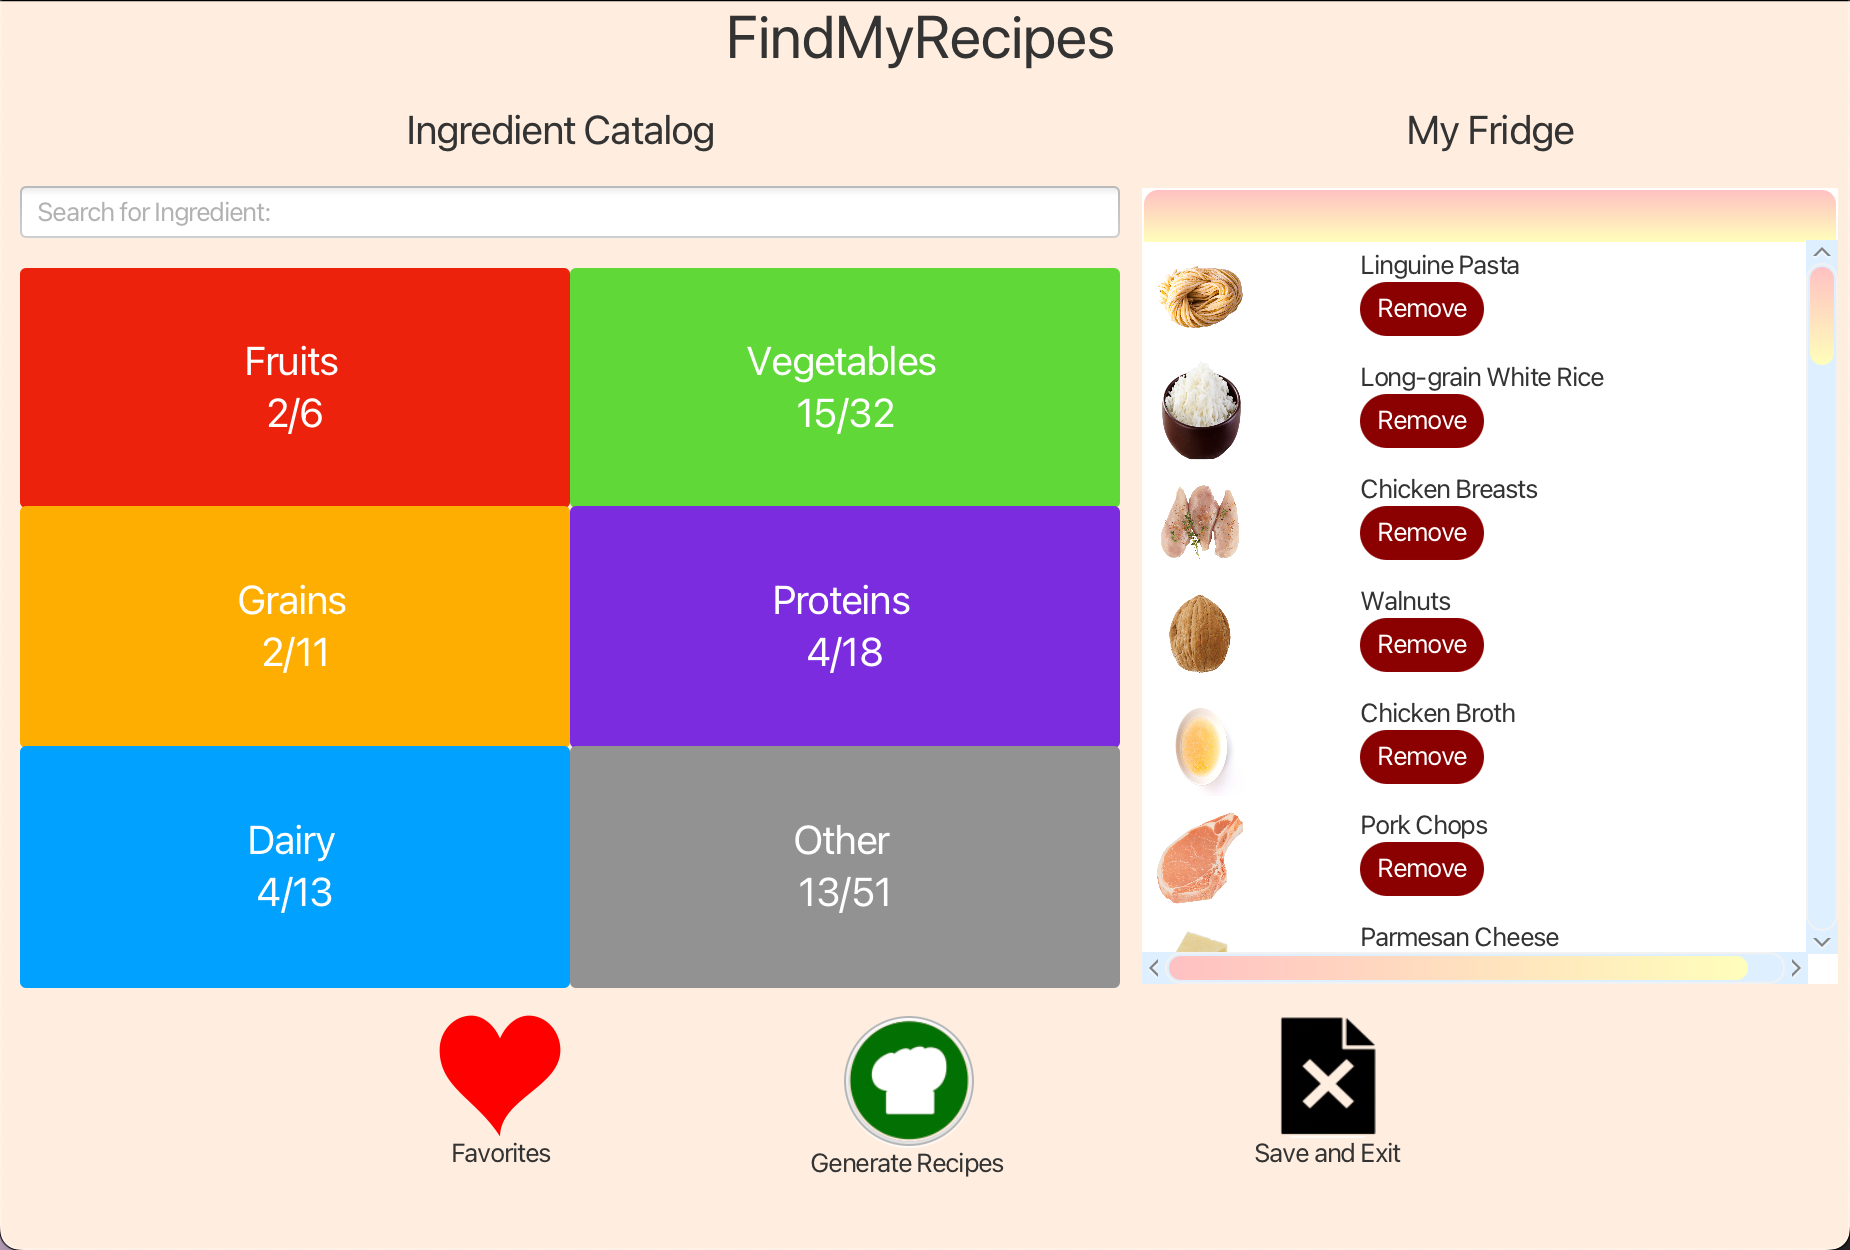 FindMyRecipes
Ingredient Catalog
Search for Ingredient:
Fruits
2/6
Vegetables
15/32
Grains
2/11
Proteins
4/18
Dairy
4/13
Other
13/51
My Fridge
Linguine Pasta
Remove
Long-grain White Rice
Remove
Chicken Breasts
Remove
Walnuts
Remove
Chicken Broth
Remove
Pork Chops
Remove
Parmesan Cheese
Favorites
Generate Recipes
Save and Exit